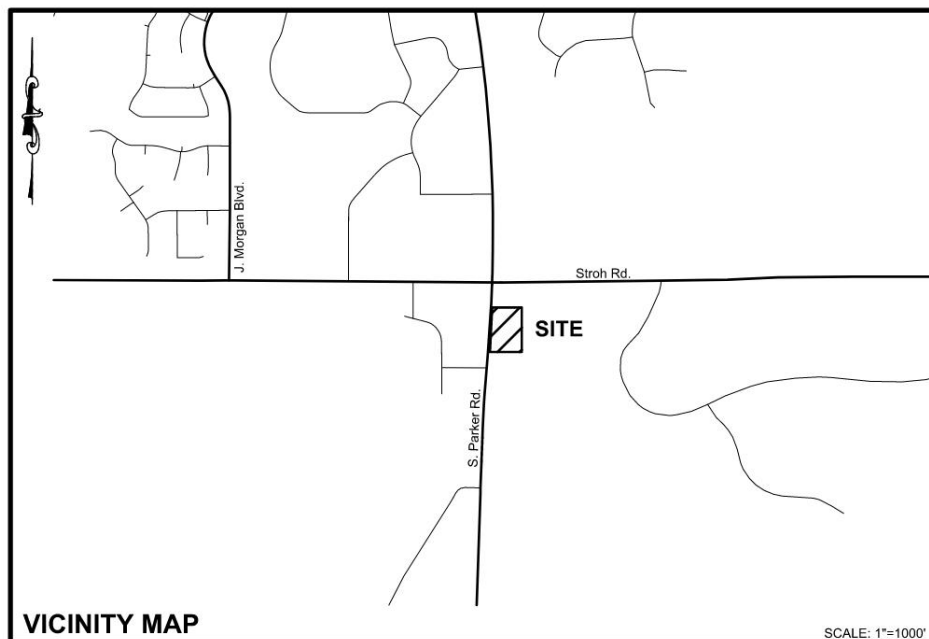 J. Morgan Blvd.
Stroh Rd.
SITE
S. Parker Rd.
VICINITY MAP
SCALE: 1"=1000'